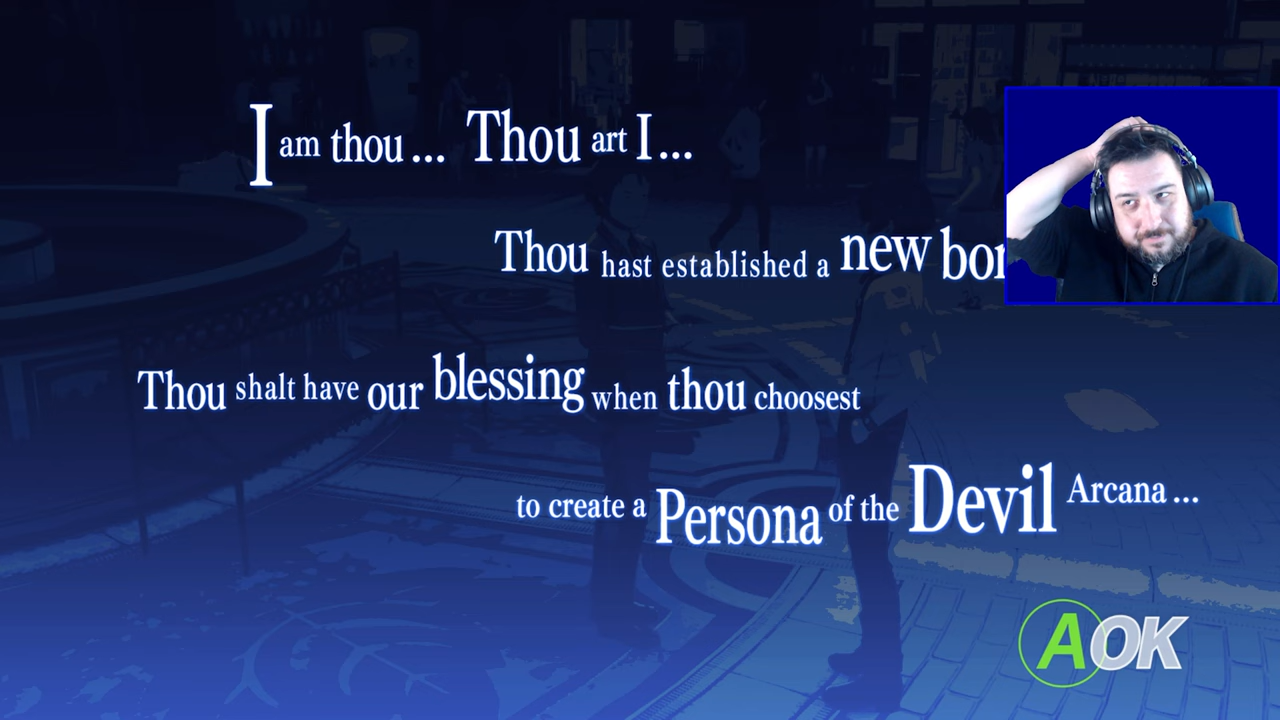 I am thou... Thou art I...
Thou hast established a new
Thou shalt have our blessing when thou choosest
to create a Persona of the Devil Arcana...
A OK